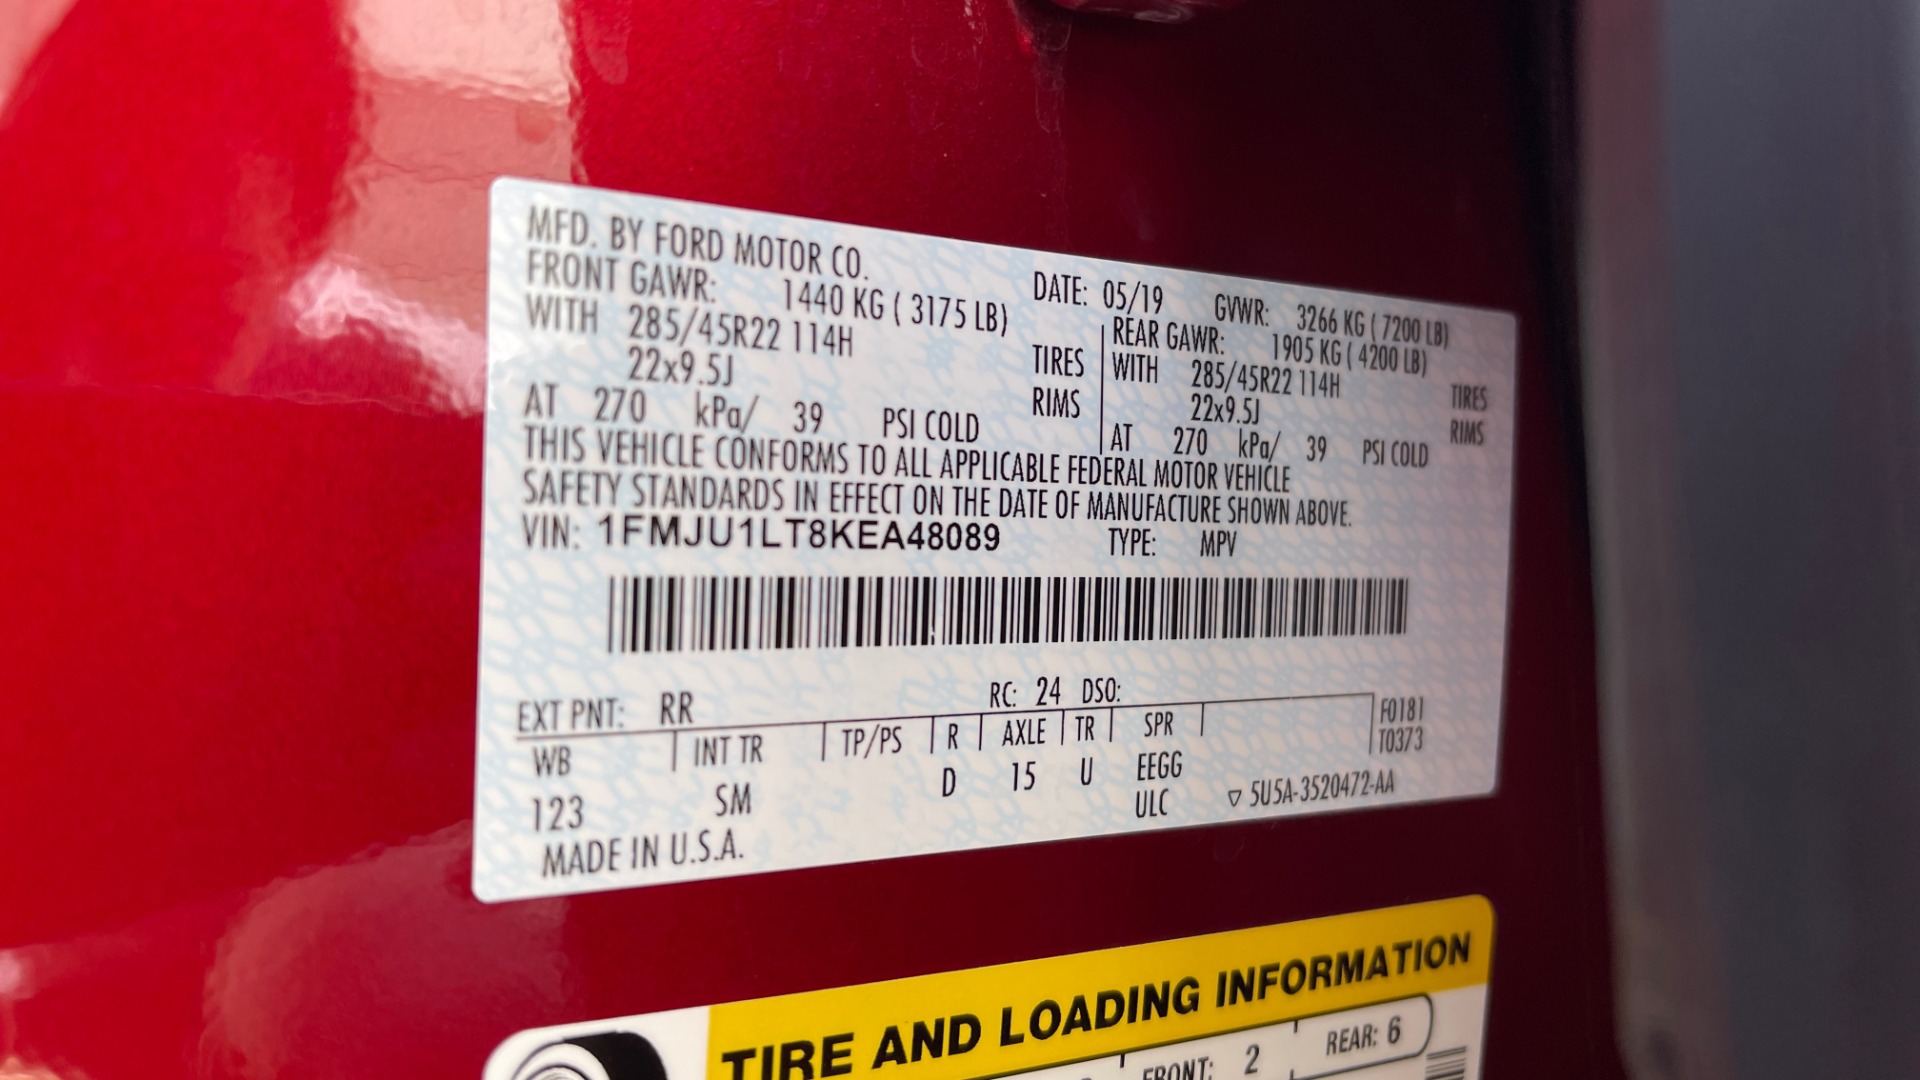 MFD. BY FORD MOTOR CO.
DATE: 05/19 GVWR: 3266 KG ( 7200 LB)
FRONT GAWR: 1440 KG ( 3175 LB) REAR GAWR: 1905 KG ( 4200 LB)
WITH 285/45R22 114H TIRES WITH 285/45R22 114H TIRES
22x9.5J RIMS 22x9.5J RIMS
AT 270 kPa/ 39 PSI COLD AT 270 kPa/ 39 PSI COLD
THIS VEHICLE CONFORMS TO ALL APPLICABLE FEDERAL MOTOR VEHICLE
SAFETY STANDARDS IN EFFECT ON THE DATE OF MANUFACTURE SHOWN ABOVE.
VIN: 1FMJU1LT8KEA48089 TYPE: MPV
EXT PNT: RR RC: 24 DSO:
WB INT TR TP/PS R AXLE TR SPR F0181
T0373
123 SM D 15 U EEGG
ULC ▽ 5U5A-3520472-AA
MADE IN U.S.A.
TIRE AND LOADING INFORMATION
FRONT: 2 REAR: 6